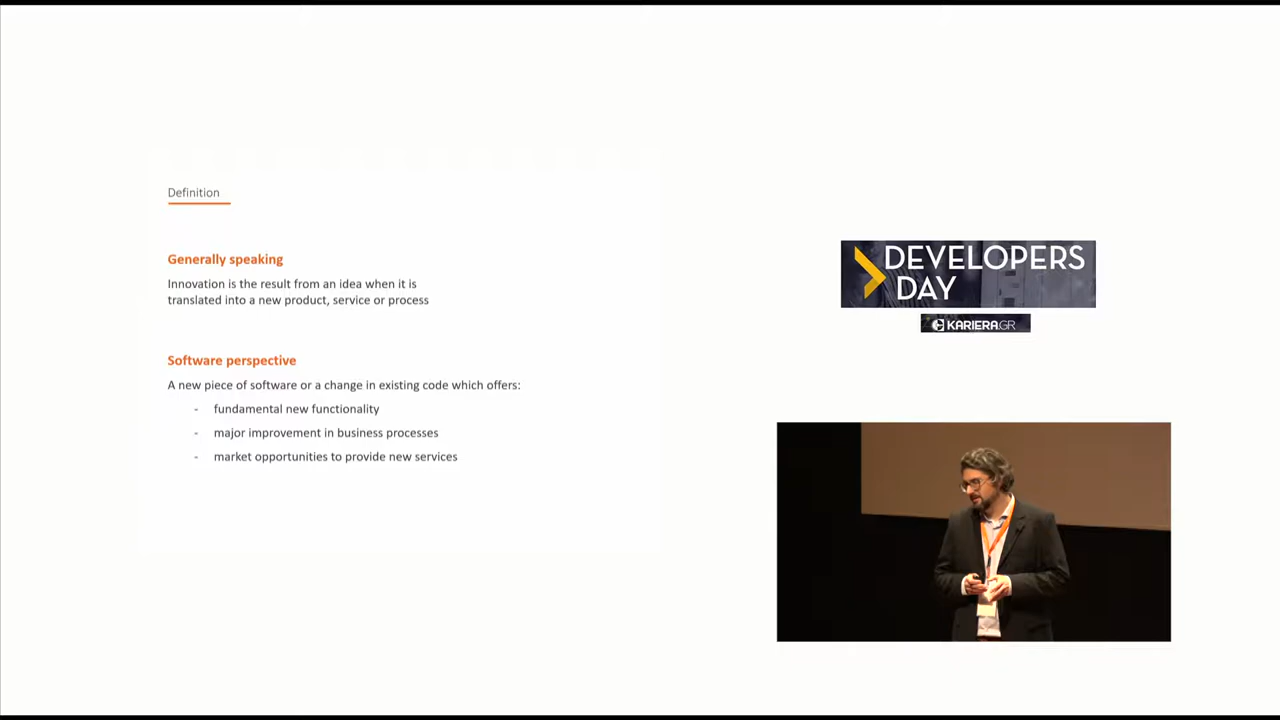 Definition
Generally speaking
Innovation is the result from an idea when it is
translated into a new product, service or process
Software perspective
A new piece of software or a change in existing code which offers:
- fundamental new functionality
- major improvement in business processes
- market opportunities to provide new services
DEVELOPERS
DAY
KARIERA.GR